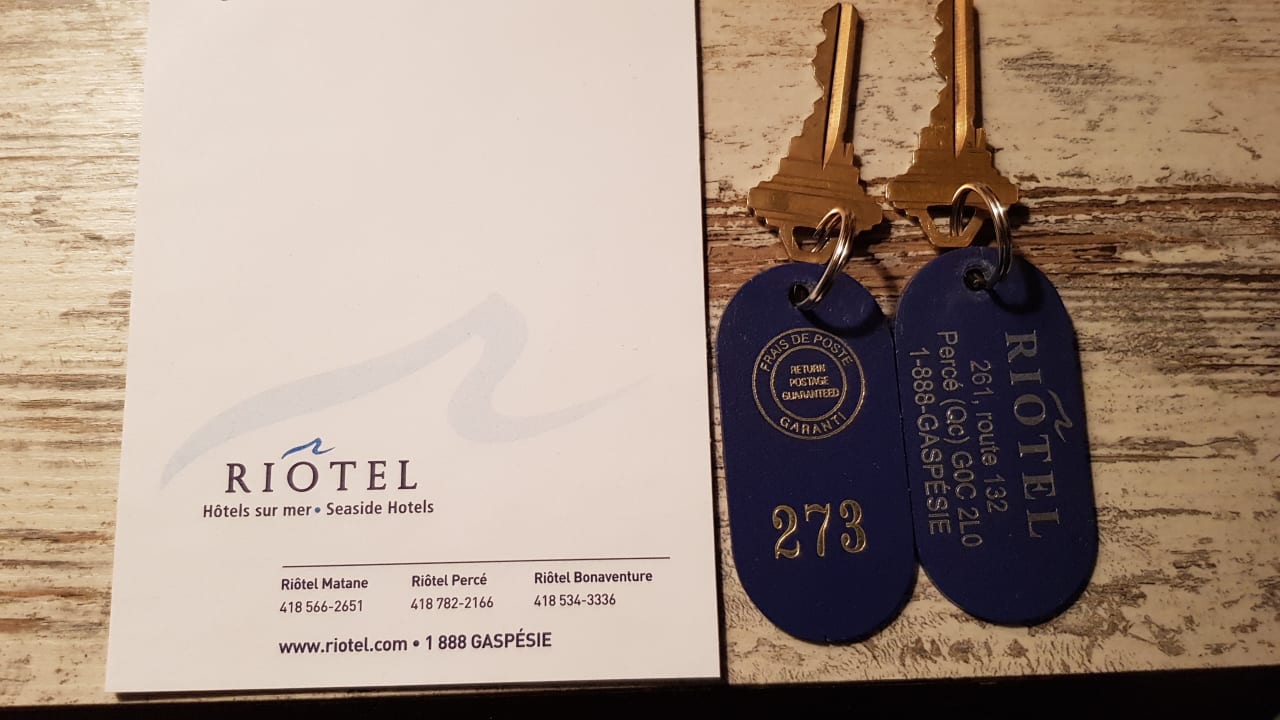 RIÔTEL
Hôtels sur mer • Seaside Hotels
Riôtel Matane
418 566-2651
Riôtel Percé
418 782-2166
Riôtel Bonaventure
418 534-3336
www.riotel.com • 1 888 GASPÉSIE
FRAIS DE POSTE
RETURN
POSTAGE
GUARANTEED
GARANTI
273
RIÔTEL
261, route 132
Percé (Qc) G0C 2L0
1-888-GASPÉSIE